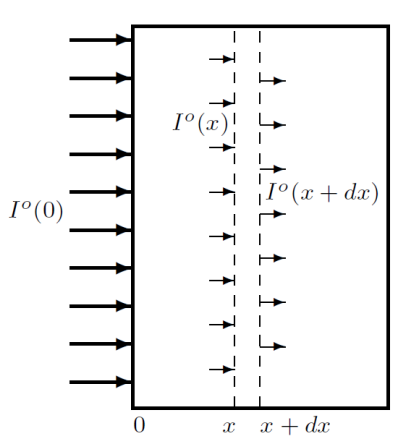 I°(x)
I°(x + dx)
I°(0)
0
x
x + dx